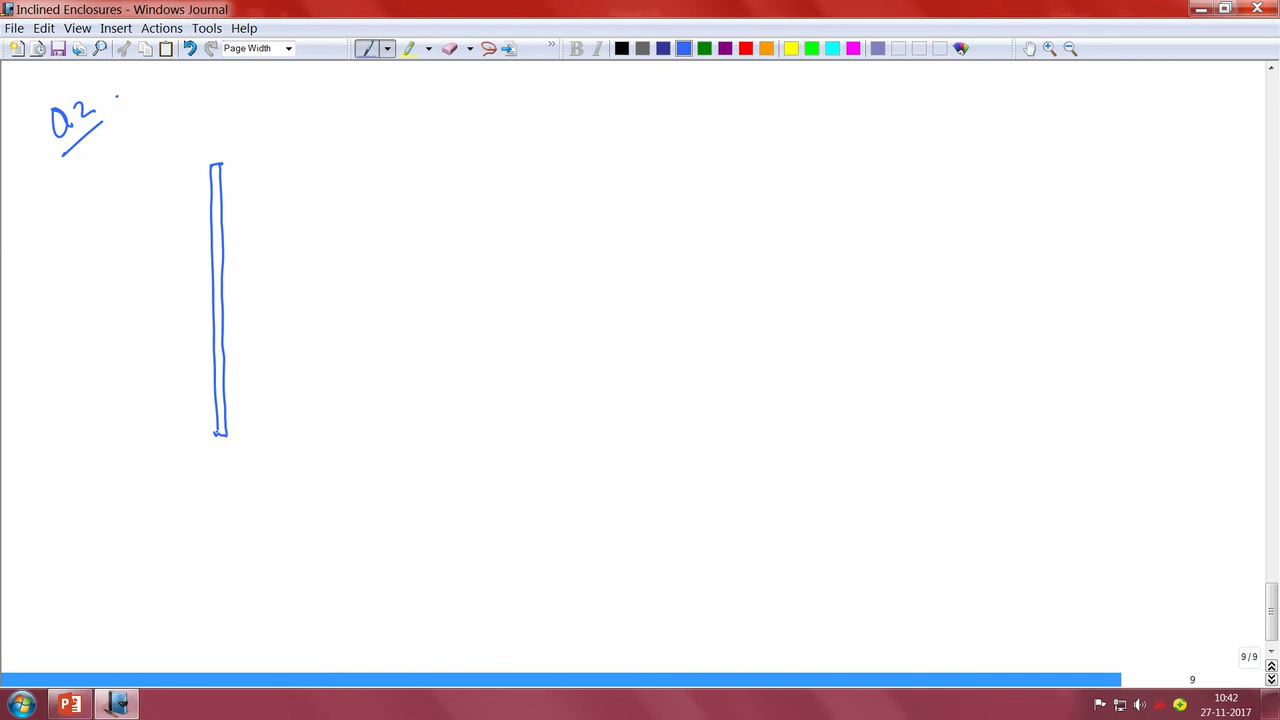 Inclined Enclosures - Windows Journal
File Edit View Insert Actions Tools Help
Page Width
Q.2
9 / 9
9
10:42
27-11-2017